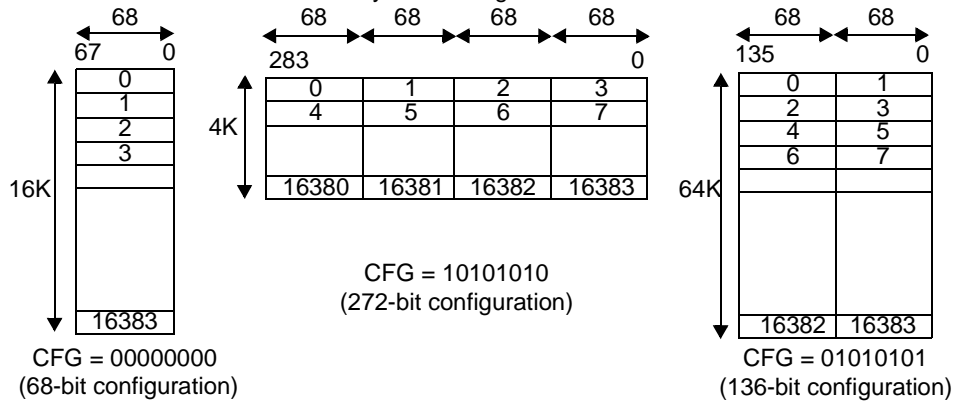 68
67 0
0
1
2
3
16K
16383
CFG = 00000000
(68-bit configuration)
68 68 68 68
283 0
0 1 2 3
4 5 6 7
4K
16380 16381 16382 16383
CFG = 10101010
(272-bit configuration)
68 68
135 0
0 1
2 3
4 5
6 7
64K
16382 16383
CFG = 01010101
(136-bit configuration)